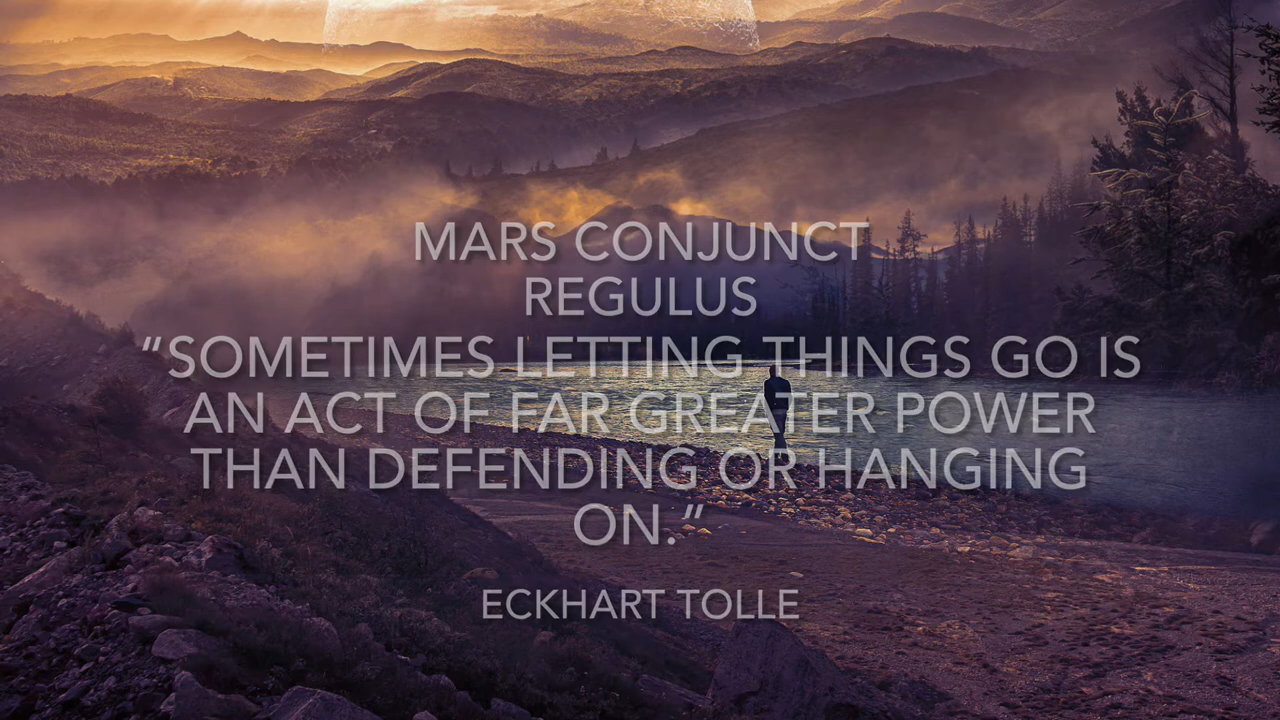 MARS CONJUNCT
REGULUS
“SOMETIMES LETTING THINGS GO IS
AN ACT OF FAR GREATER POWER
THAN DEFENDING OR HANGING
ON.”
ECKHART TOLLE